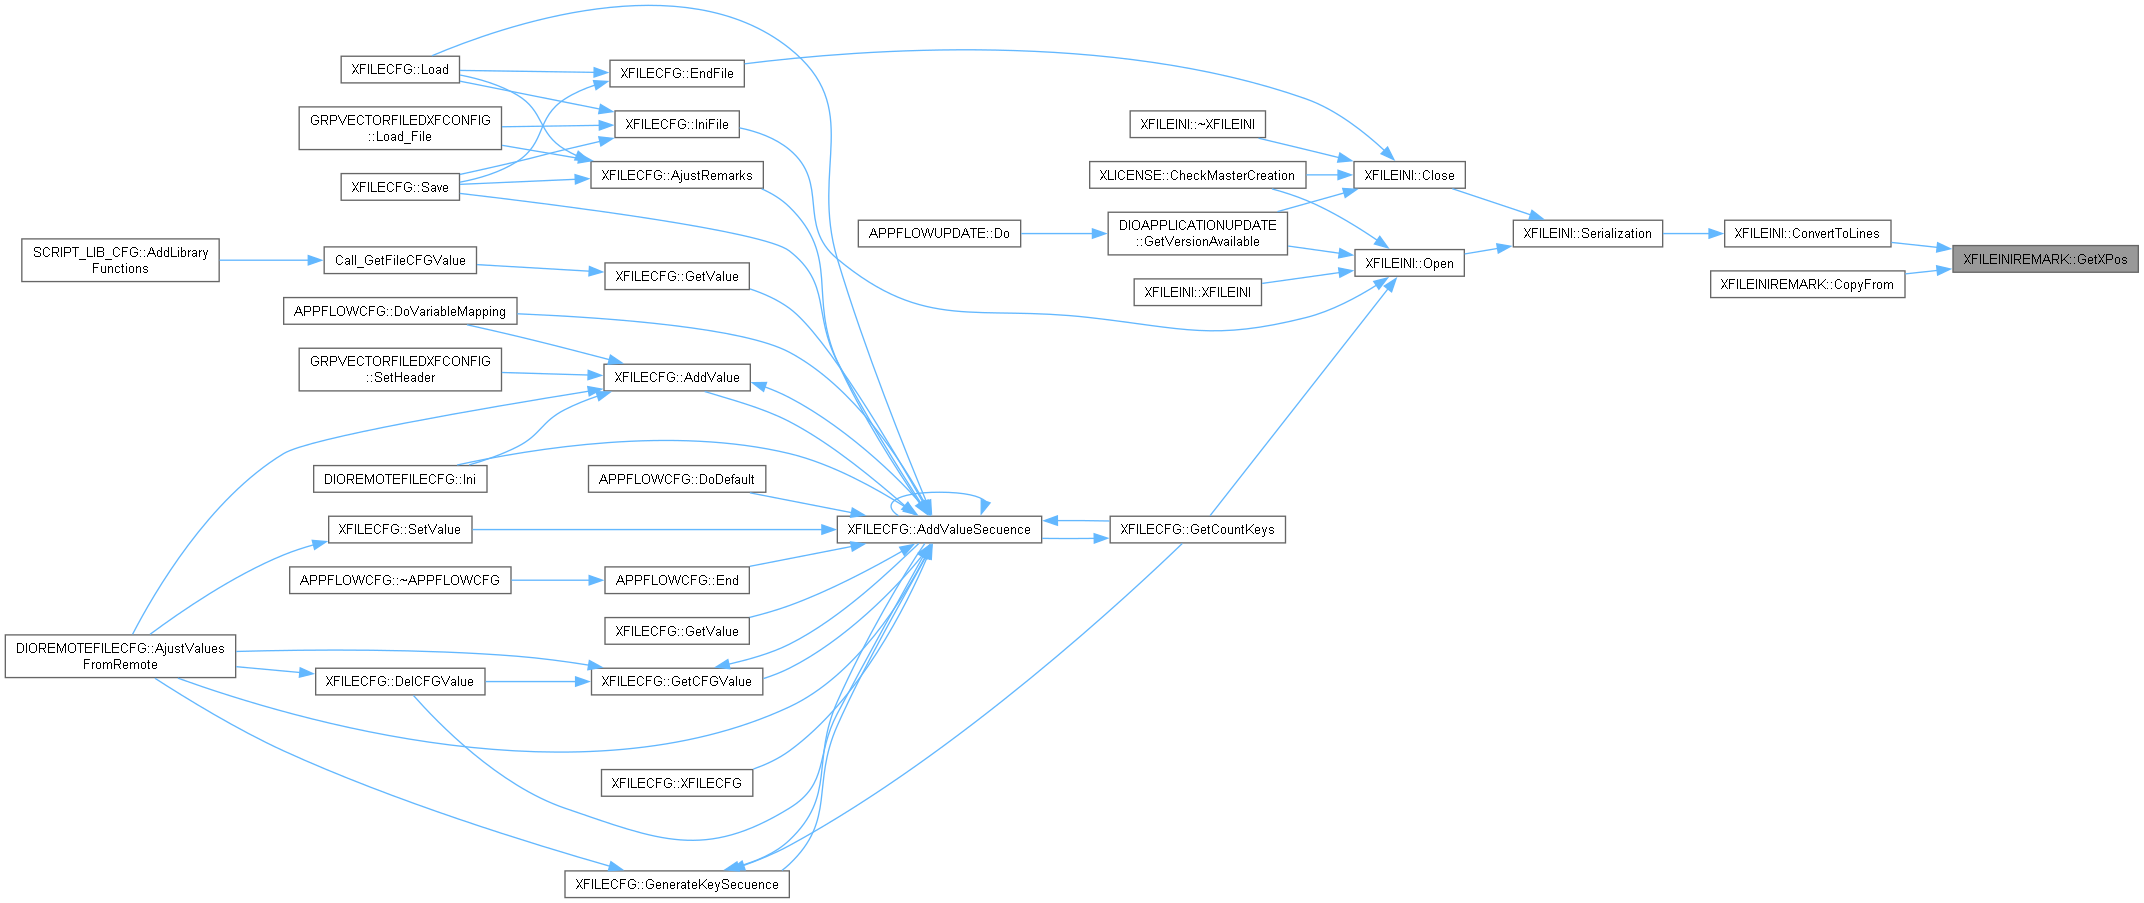 XFILECFG::Load
XFILECFG::EndFile
GRPVECTORFILEDXFCONFIG
::Load_File
XFILECFG::IniFile
XFILECFG::Save
XFILECFG::AjustRemarks
XFILEINI::~XFILEINI
XLICENSE::CheckMasterCreation
XFILEINI::Close
APPFLOWUPDATE::Do
DIOAPPLICATIONUPDATE
::GetVersionAvailable
XFILEINI::Serialization
XFILEINI::ConvertToLines
XFILEINIREMARK::GetXPos
XFILEINI::Open
XFILEINI::XFILEINI
XFILEINIREMARK::CopyFrom
SCRIPT_LIB_CFG::AddLibrary
Functions
Call_GetFileCFGValue
XFILECFG::GetValue
APPFLOWCFG::DoVariableMapping
GRPVECTORFILEDXFCONFIG
::SetHeader
XFILECFG::AddValue
DIOREMOTEFILECFG::Ini
APPFLOWCFG::DoDefault
XFILECFG::SetValue
XFILECFG::AddValueSecuence
XFILECFG::GetCountKeys
APPFLOWCFG::~APPFLOWCFG
APPFLOWCFG::End
XFILECFG::GetValue
DIOREMOTEFILECFG::AjustValues
FromRemote
XFILECFG::DelCFGValue
XFILECFG::GetCFGValue
XFILECFG::XFILECFG
XFILECFG::GenerateKeySecuence